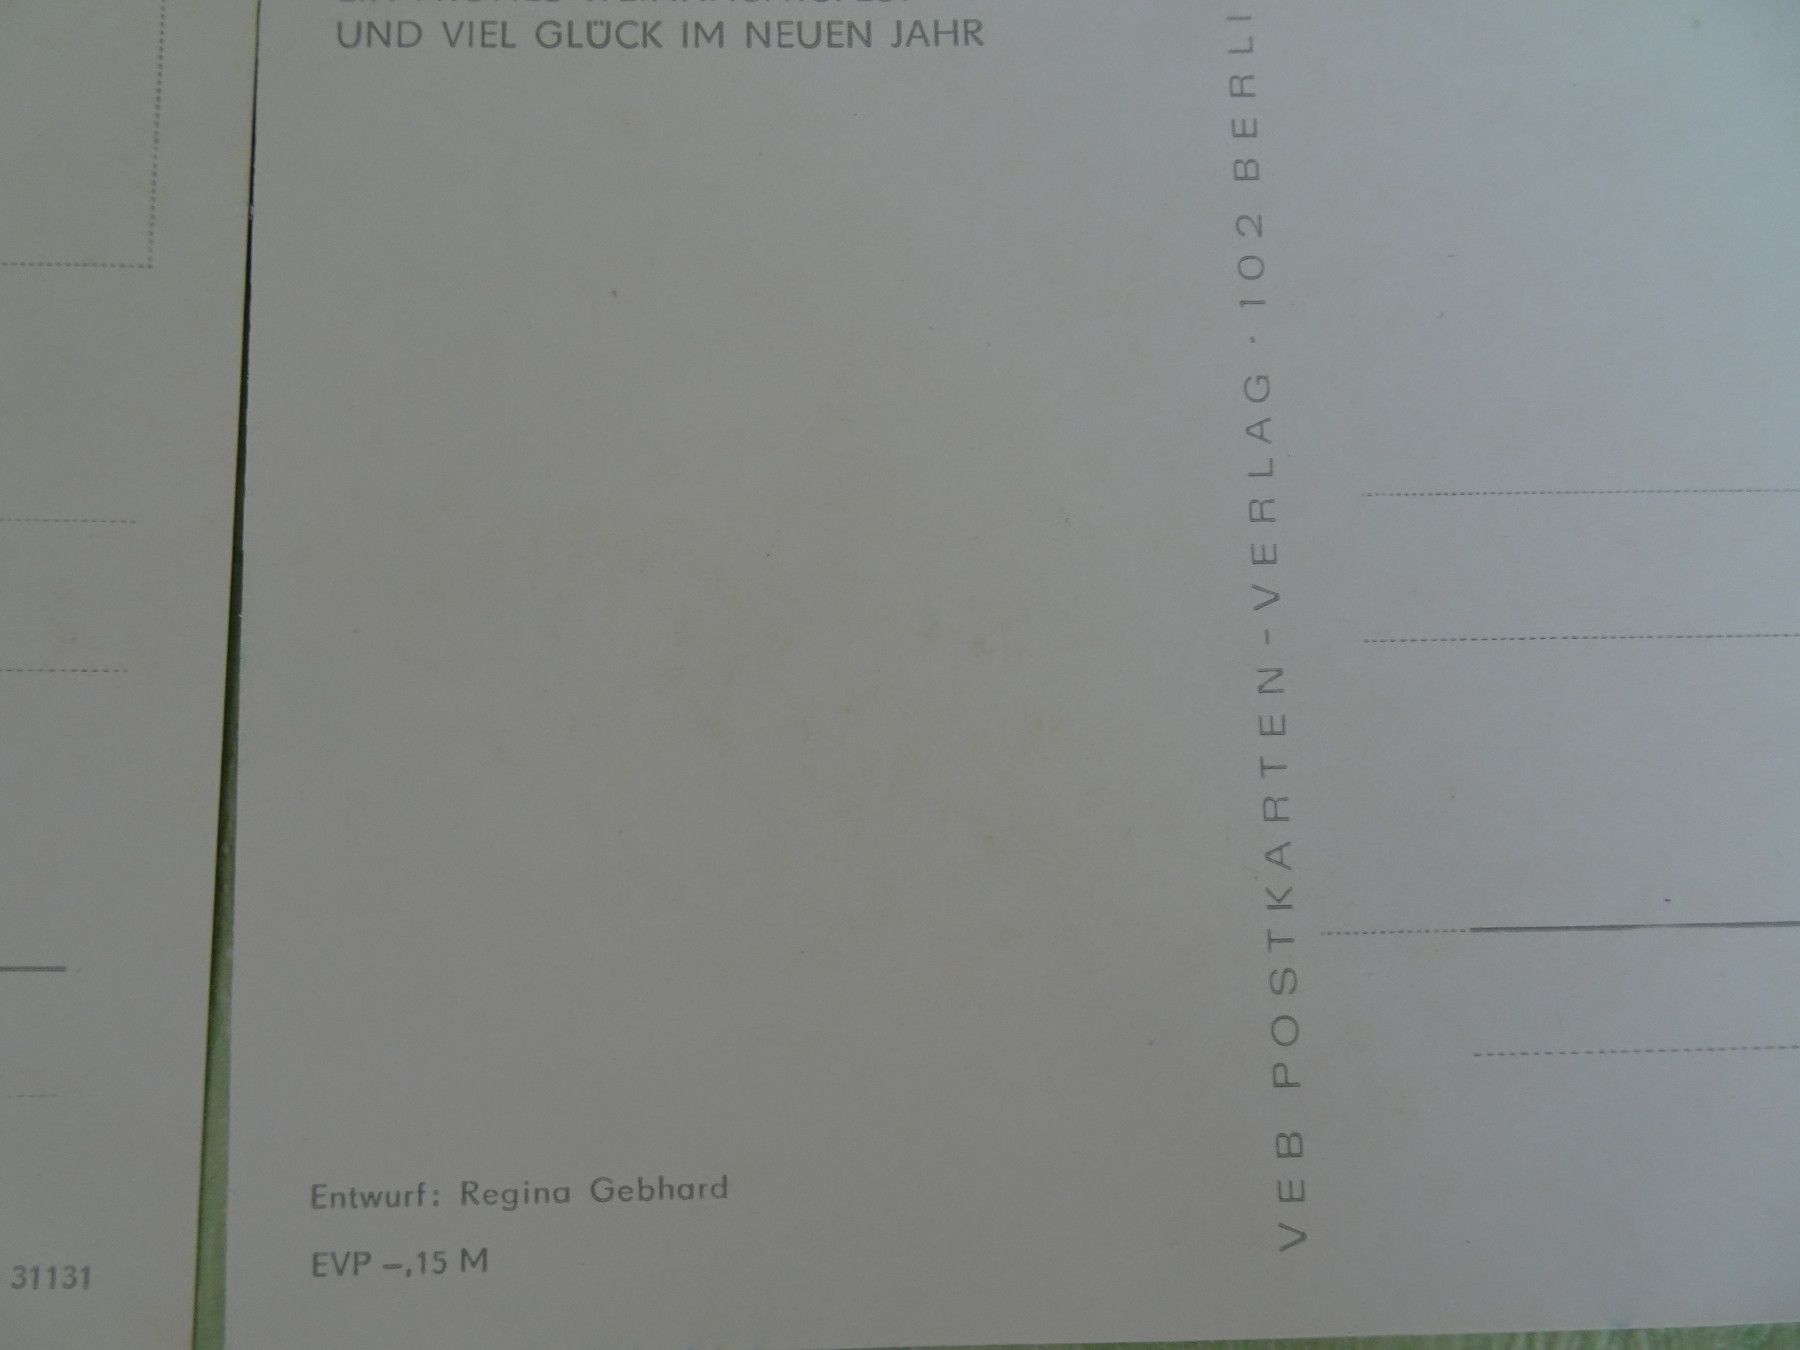 UND VIEL GLÜCK IM NEUEN JAHR
VEB POSTKARTEN-VERLAG · 102 BERLI
Entwurf: Regina Gebhard
EVP –,15 M
31131